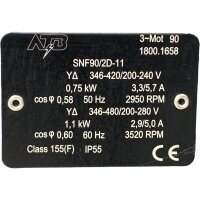 ATB
3-Mot 90
1800.1658
SNF90/2D-11
YΔ 346-420/200-240 V
0,75 kW 3,3/5,7 A
cos φ 0,58 50 Hz 2950 RPM
YΔ 346-480/200-280 V
1,1 kW 2,9/5,0 A
cos φ 0,60 60 Hz 3520 RPM
Class 155(F) IP55
CE